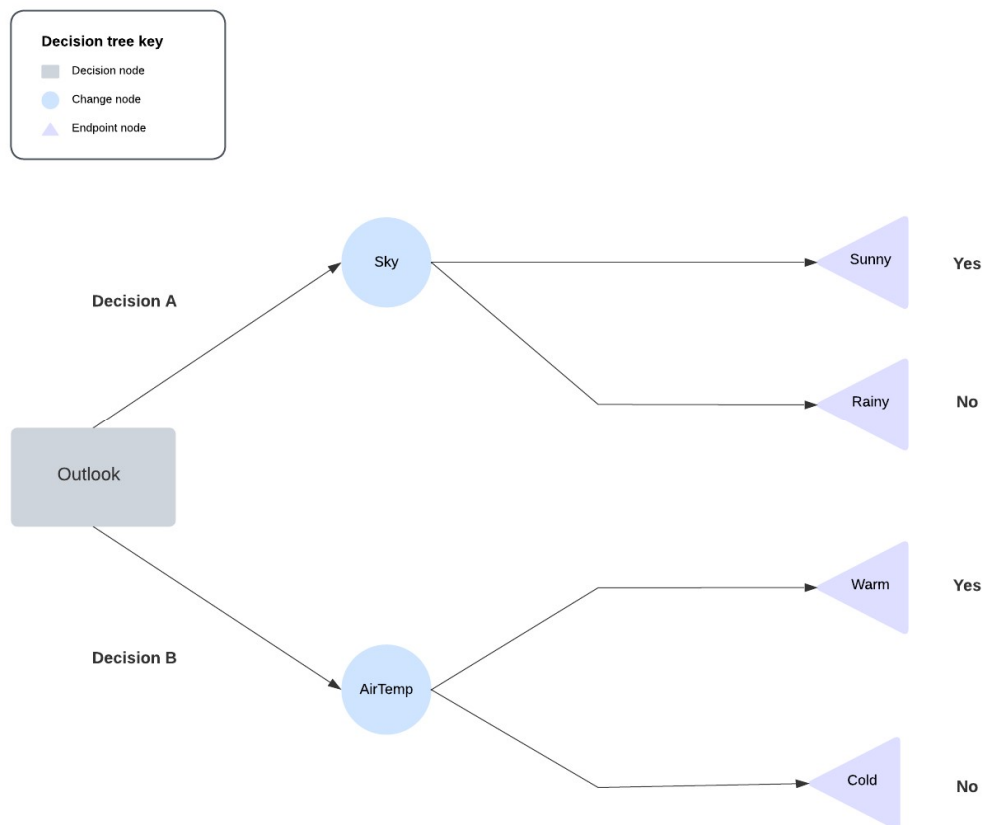 Decision tree key
Decision node
Change node
Endpoint node
Sky
Sunny
Yes
Decision A
Rainy
No
Outlook
Warm
Yes
Decision B
AirTemp
Cold
No